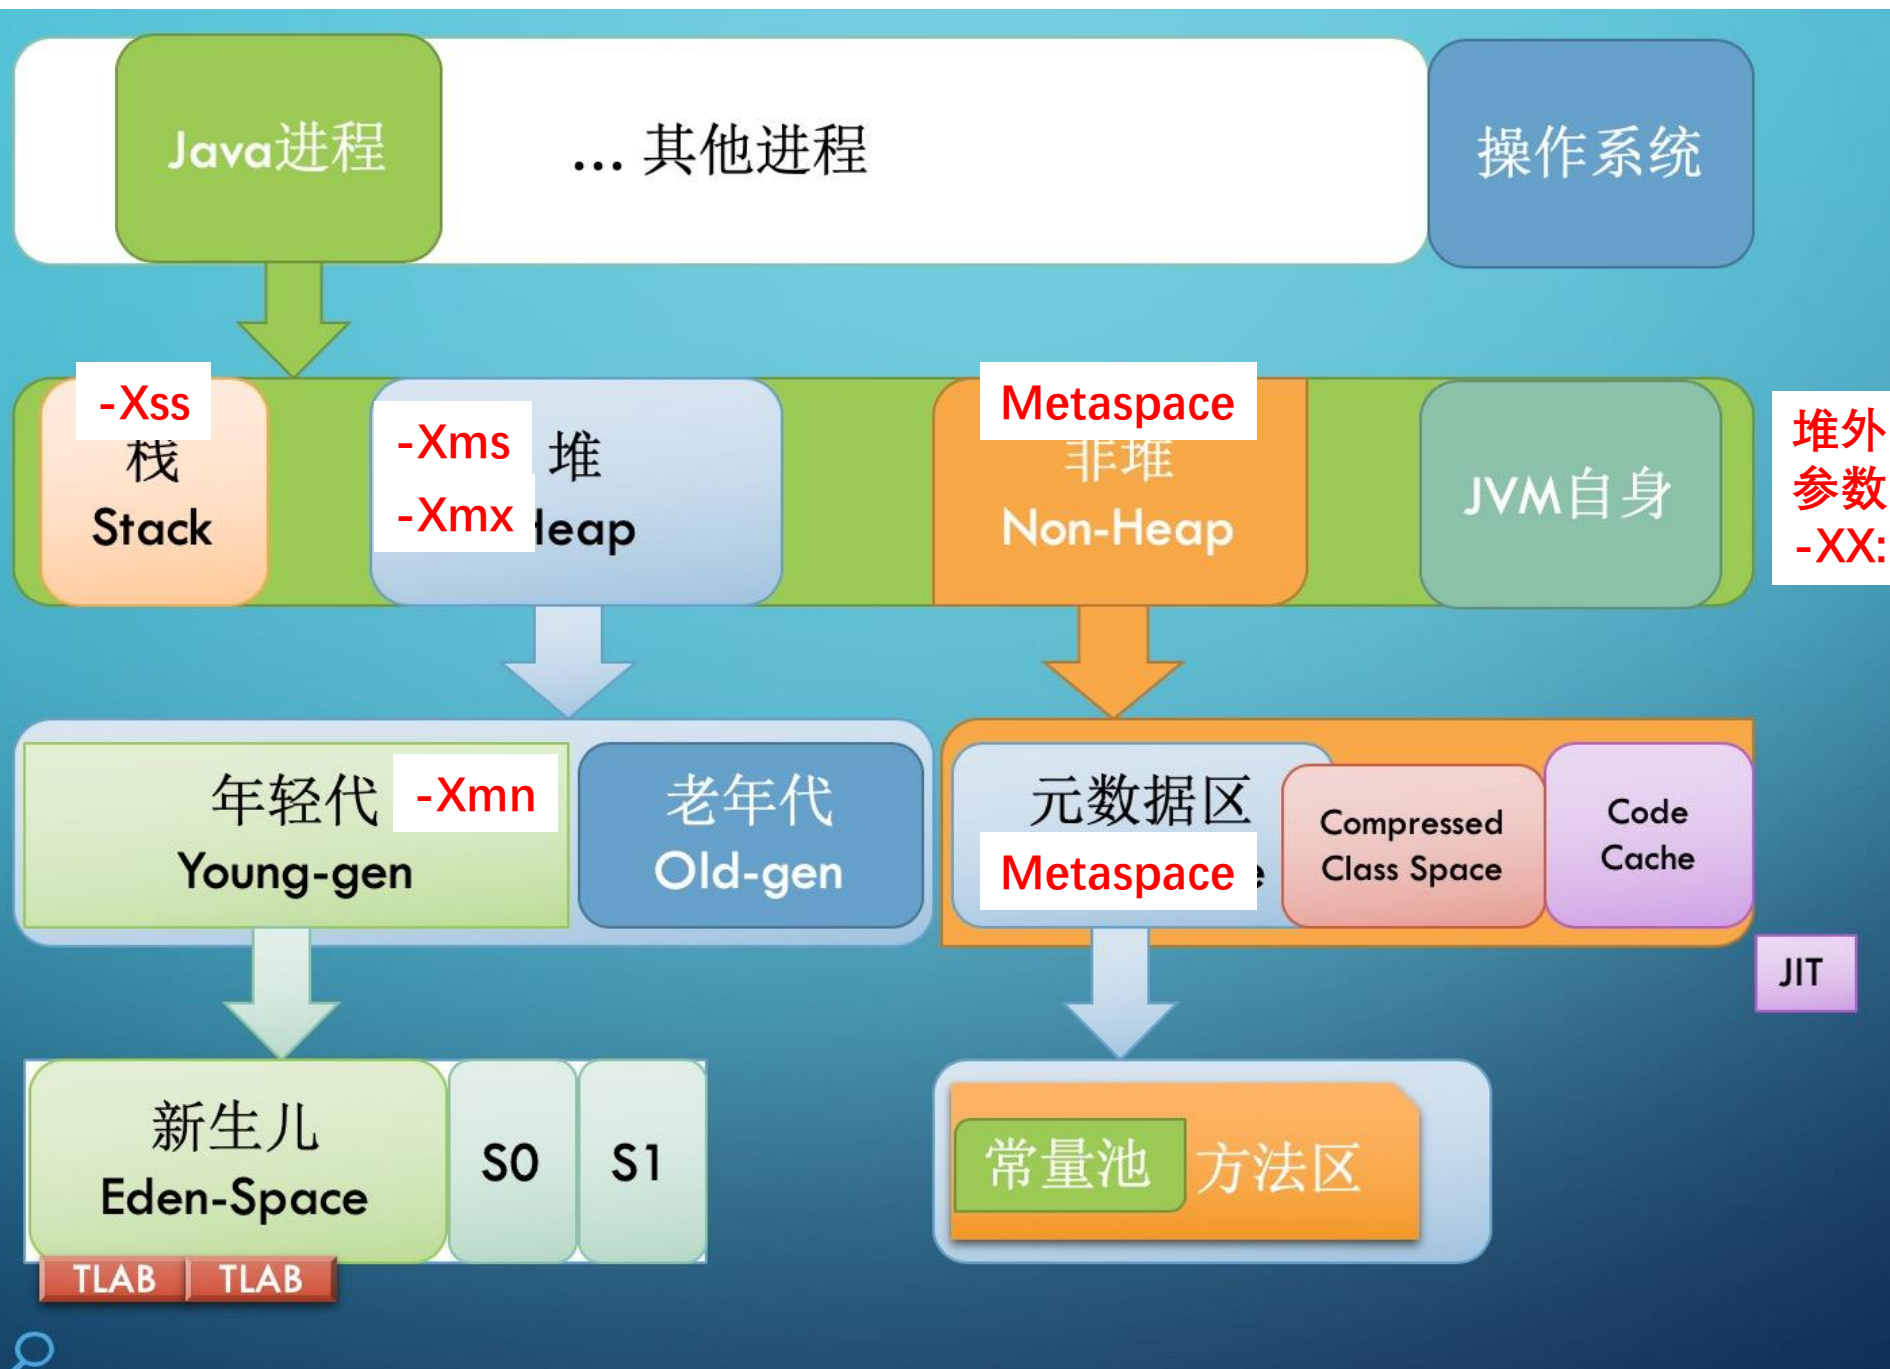 Java进程
... 其他进程
操作系统
-Xss
栈
Stack
-Xms
-Xmx
堆
Heap
Metaspace
非堆
Non-Heap
JVM自身
堆外
参数
-XX:
年轻代
-Xmn
Young-gen
老年代
Old-gen
元数据区
Metaspace
Compressed
Class Space
Code
Cache
JIT
新生儿
Eden-Space
S0
S1
常量池
方法区
TLAB
TLAB